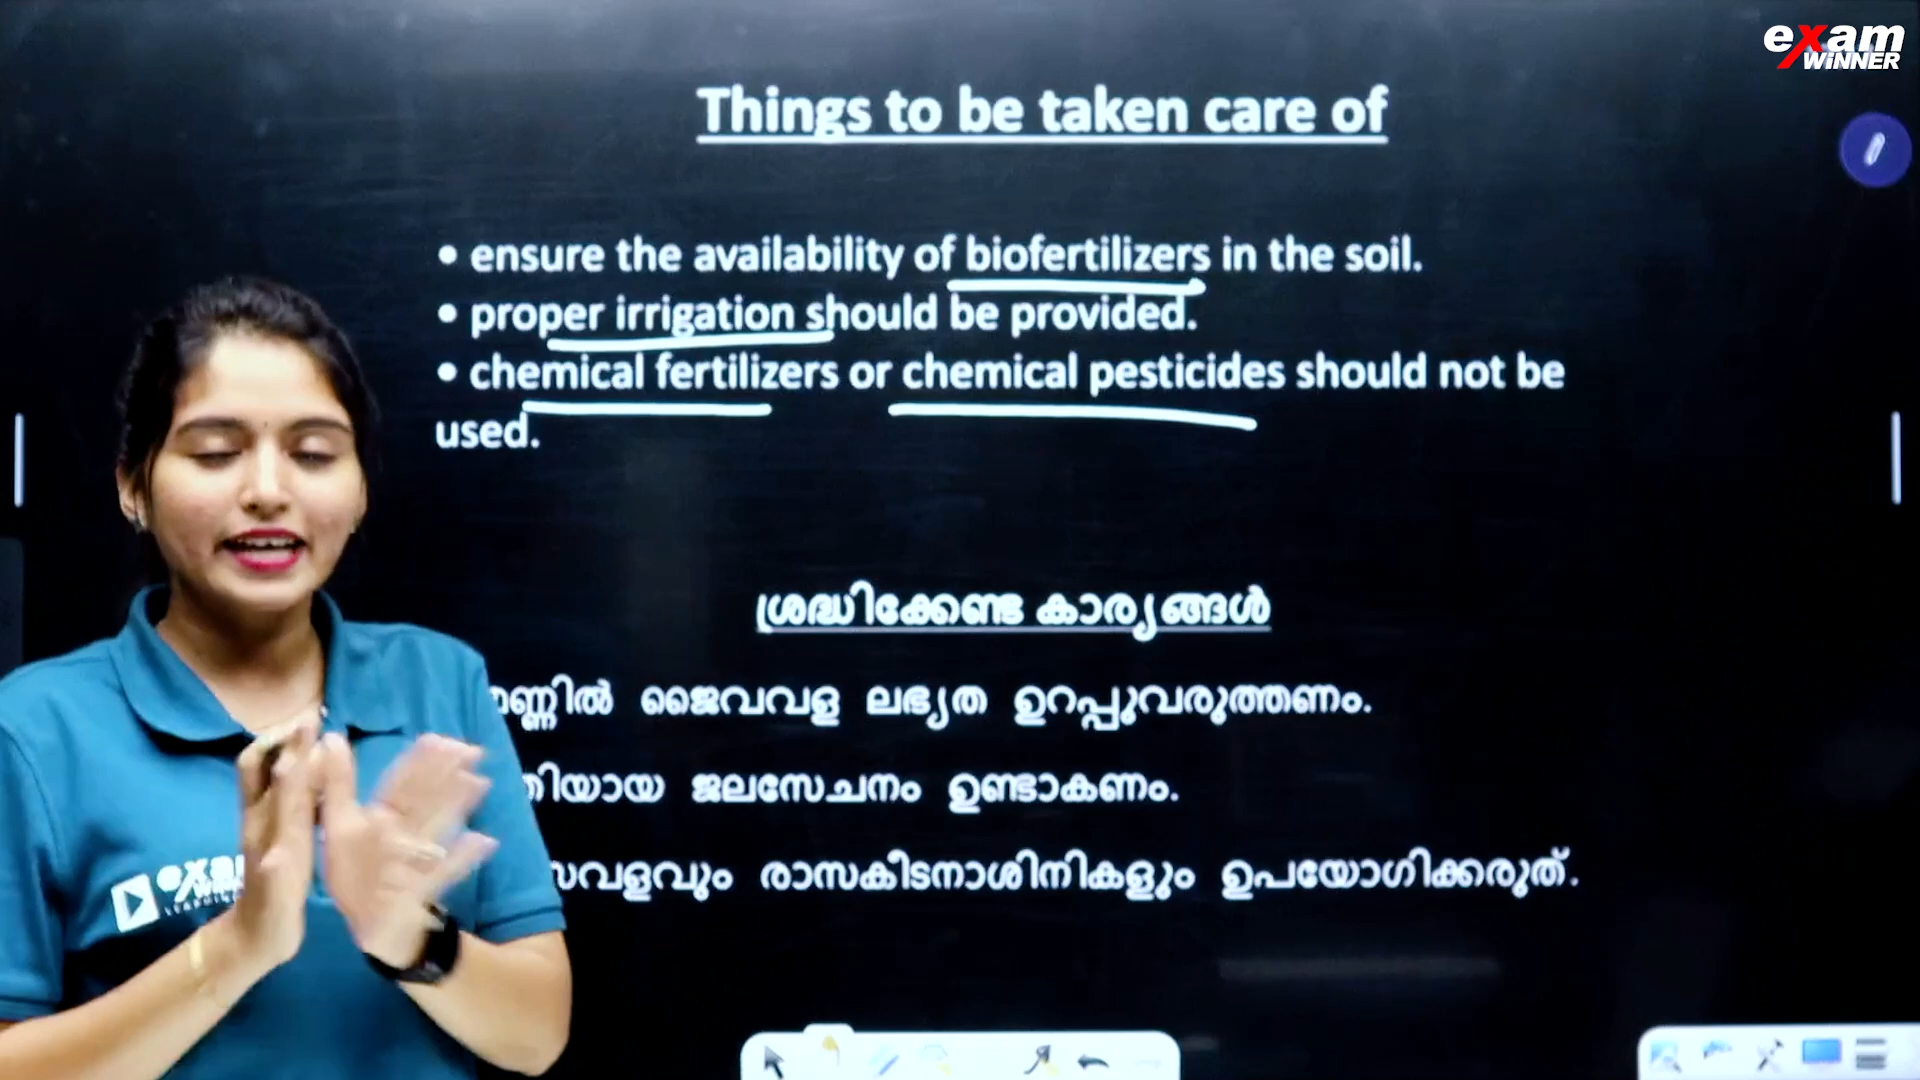 exam
WINNER
Things to be taken care of
• ensure the availability of biofertilizers in the soil.
• proper irrigation should be provided.
• chemical fertilizers or chemical pesticides should not be
used.
ശ്രദ്ധിക്കേണ്ട കാര്യങ്ങൾ
ജൈവവള ലഭ്യത ഉറപ്പുവരുത്തണം.
ജലസേചനം ഉണ്ടാകണം.
രാസകീടനാശിനികളും ഉപയോഗിക്കരുത്.